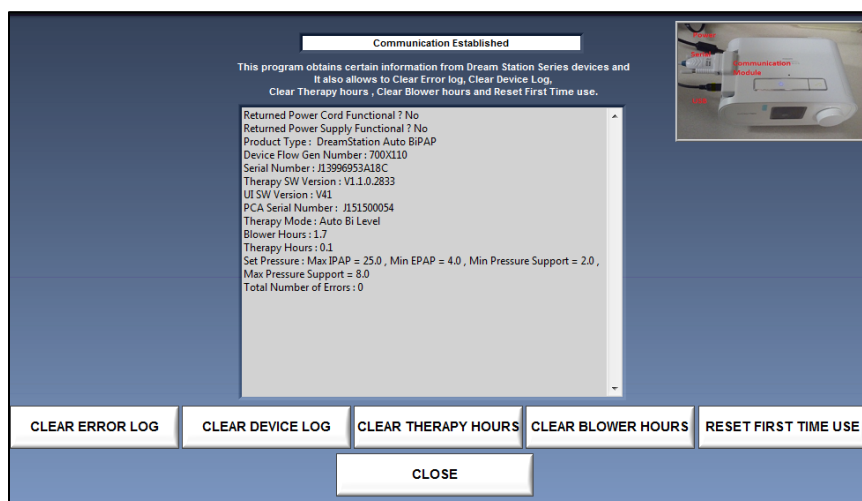 Communication Established
This program obtains certain information from Dream Station Series devices and
It also allows to Clear Error log, Clear Device Log,
Clear Therapy hours , Clear Blower hours and Reset First Time use.
Power
Serial
Communication
Module
Returned Power Cord Functional ? No
Returned Power Supply Functional ? No
Product Type : DreamStation Auto BiPAP
Device Flow Gen Number : 700X110
Serial Number : J13996953A18C
Therapy SW Version : V1.1.0.2833
UI SW Version : V41
PCA Serial Number : J151500054
Therapy Mode : Auto Bi Level
Blower Hours : 1.7
Therapy Hours : 0.1
Set Pressure : Max IPAP = 25.0 , Min EPAP = 4.0 , Min Pressure Support = 2.0 ,
Max Pressure Support = 8.0
Total Number of Errors : 0
CLEAR ERROR LOG
CLEAR DEVICE LOG
CLEAR THERAPY HOURS
CLEAR BLOWER HOURS
RESET FIRST TIME USE
CLOSE